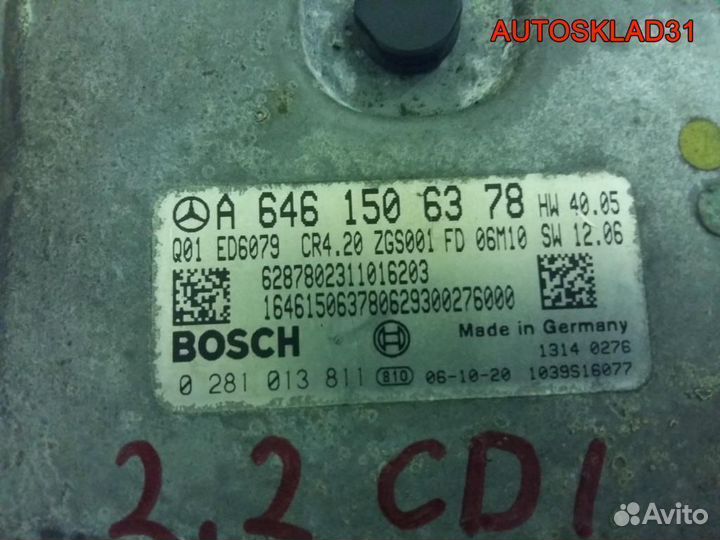 AUTOSKLAD31
A 646 150 63 78 HW 40.05
Q01 ED6079 CR4.20 ZGS001 FD 06M10 SW 12.06
6287802311016203
164615063780629300276000
BOSCH
Made in Germany
1314 0276
0 281 013 811 810 06-10-20 1039S16077
2,2 CDI
Avito